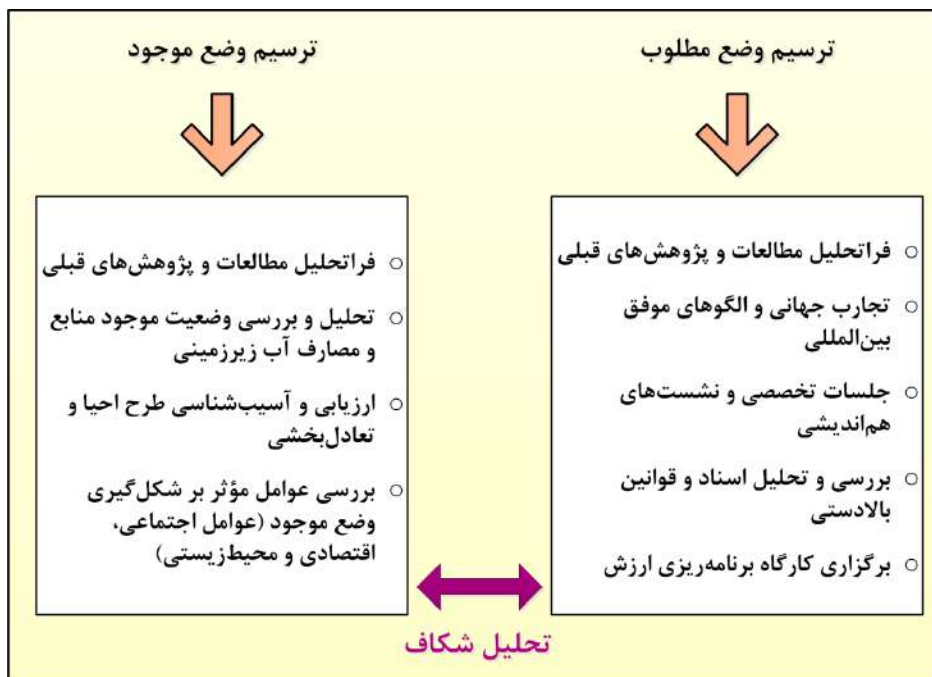 ترسیم وضع مطلوب
فراتحلیل مطالعات و پژوهش‌های قبلی
تجارب جهانی و الگوهای موفق
بین‌المللی
جلسات تخصصی و نشست‌های
هم‌اندیشی
بررسی و تحلیل اسناد و قوانین
بالادستی
برگزاری کارگاه برنامه‌ریزی ارزش
ترسیم وضع موجود
فراتحلیل مطالعات و پژوهش‌های قبلی
تحلیل و بررسی وضعیت موجود منابع
و مصارف آب زیرزمینی
ارزیابی و آسیب‌شناسی طرح احیا و
تعادل‌بخشی
بررسی عوامل مؤثر بر شکل‌گیری
وضع موجود (عوامل اجتماعی،
اقتصادی و محیط‌زیستی)
تحلیل شکاف